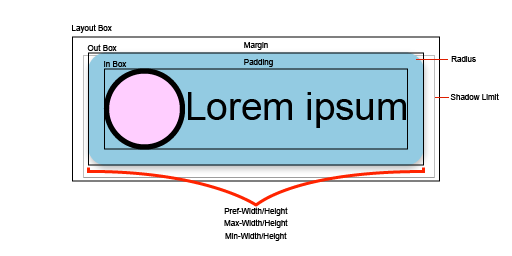 Layout Box
Out Box
Margin
In Box
Padding
Radius
Lorem ipsum
Shadow Limit
Pref-Width/Height
Max-Width/Height
Min-Width/Height